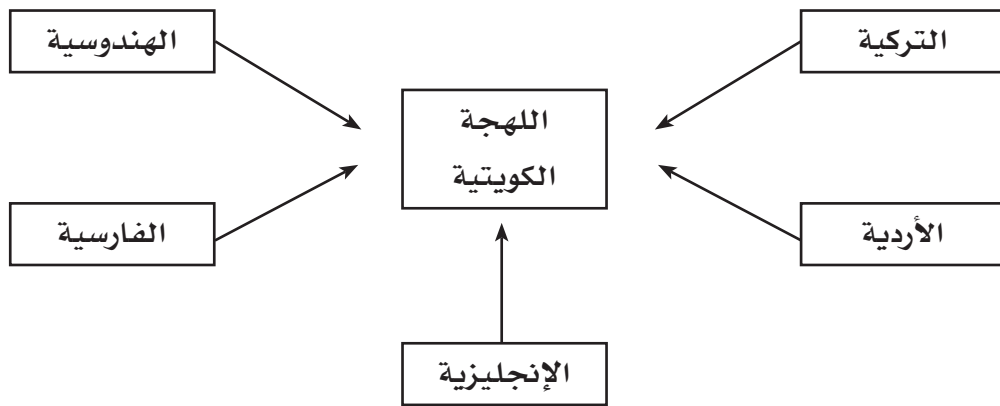 التركية
الهندوسية
اللهجة
الكويتية
الأردية
الفارسية
الإنجليزية